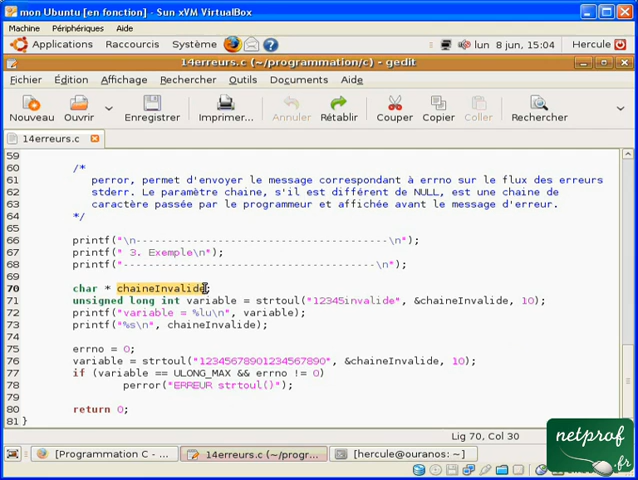 mon Ubuntu [en fonction] - Sun xVM VirtualBox
Machine Périphériques Aide
Applications Raccourcis Système lun 8 jun, 15:04 Hercule
14erreurs.c (~/programmation/c) - gedit
Fichier Édition Affichage Rechercher Outils Documents Aide
Nouveau Ouvrir Enregistrer Imprimer... Annuler Rétablir Couper Copier Coller
14erreurs.c
59
60 /*
61 perror, permet d'envoyer le message correspondant à errno sur le flux des erreurs
62 stderr. Le paramètre chaine, s'il est différent de NULL, est une chaine de
63 caractère passée par le programmeur et affichée avant le message d'erreur.
64 */
65
66 printf("\n---------------------------------------\n");
67 printf(" 3. Exemple\n");
68 printf("---------------------------------------\n");
69
70 char * chaineInvalide;
71 unsigned long int variable = strtoul("12345invalide", &chaineInvalide, 10);
72 printf("variable = %lu\n", variable);
73 printf("%s\n", chaineInvalide);
74
75 errno = 0;
76 variable = strtoul("12345678901234567890", &chaineInvalide, 10);
77 if (variable == ULONG_MAX && errno != 0)
78 perror("ERREUR strtoul()");
79
80 return 0;
81 }
Lig 70, Col 30
[Programmation C - ... 14erreurs.c (~/progr... [hercule@ouranos: ~]
netprof
.fr